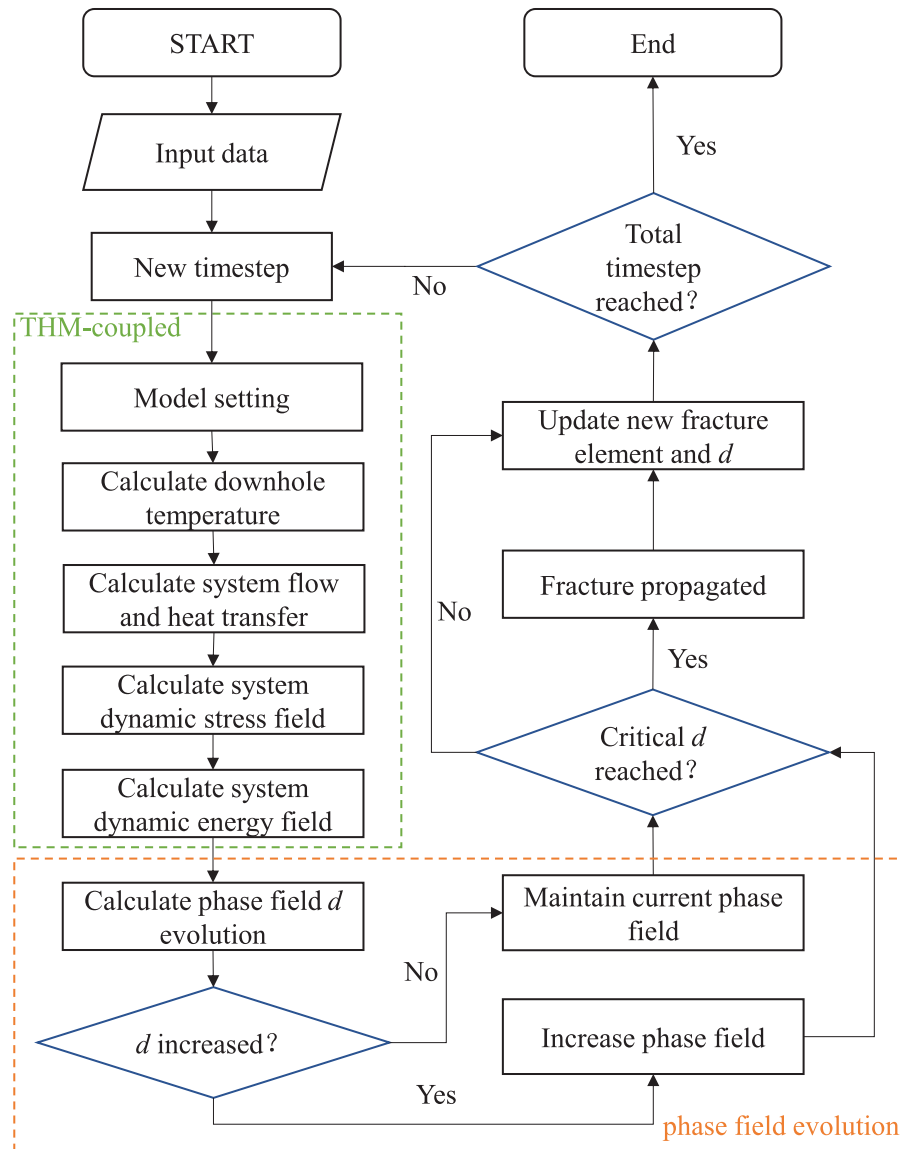 START
Input data
New timestep
THM-coupled
Model setting
Calculate downhole
temperature
Calculate system flow
and heat transfer
Calculate system
dynamic stress field
Calculate system
dynamic energy field
Calculate phase field d
evolution
d increased?
No
Yes
Maintain current phase
field
Increase phase field
phase field evolution
Critical d
reached?
No
Yes
Fracture propagated
Update new fracture
element and d
Total
timestep
reached?
No
Yes
End